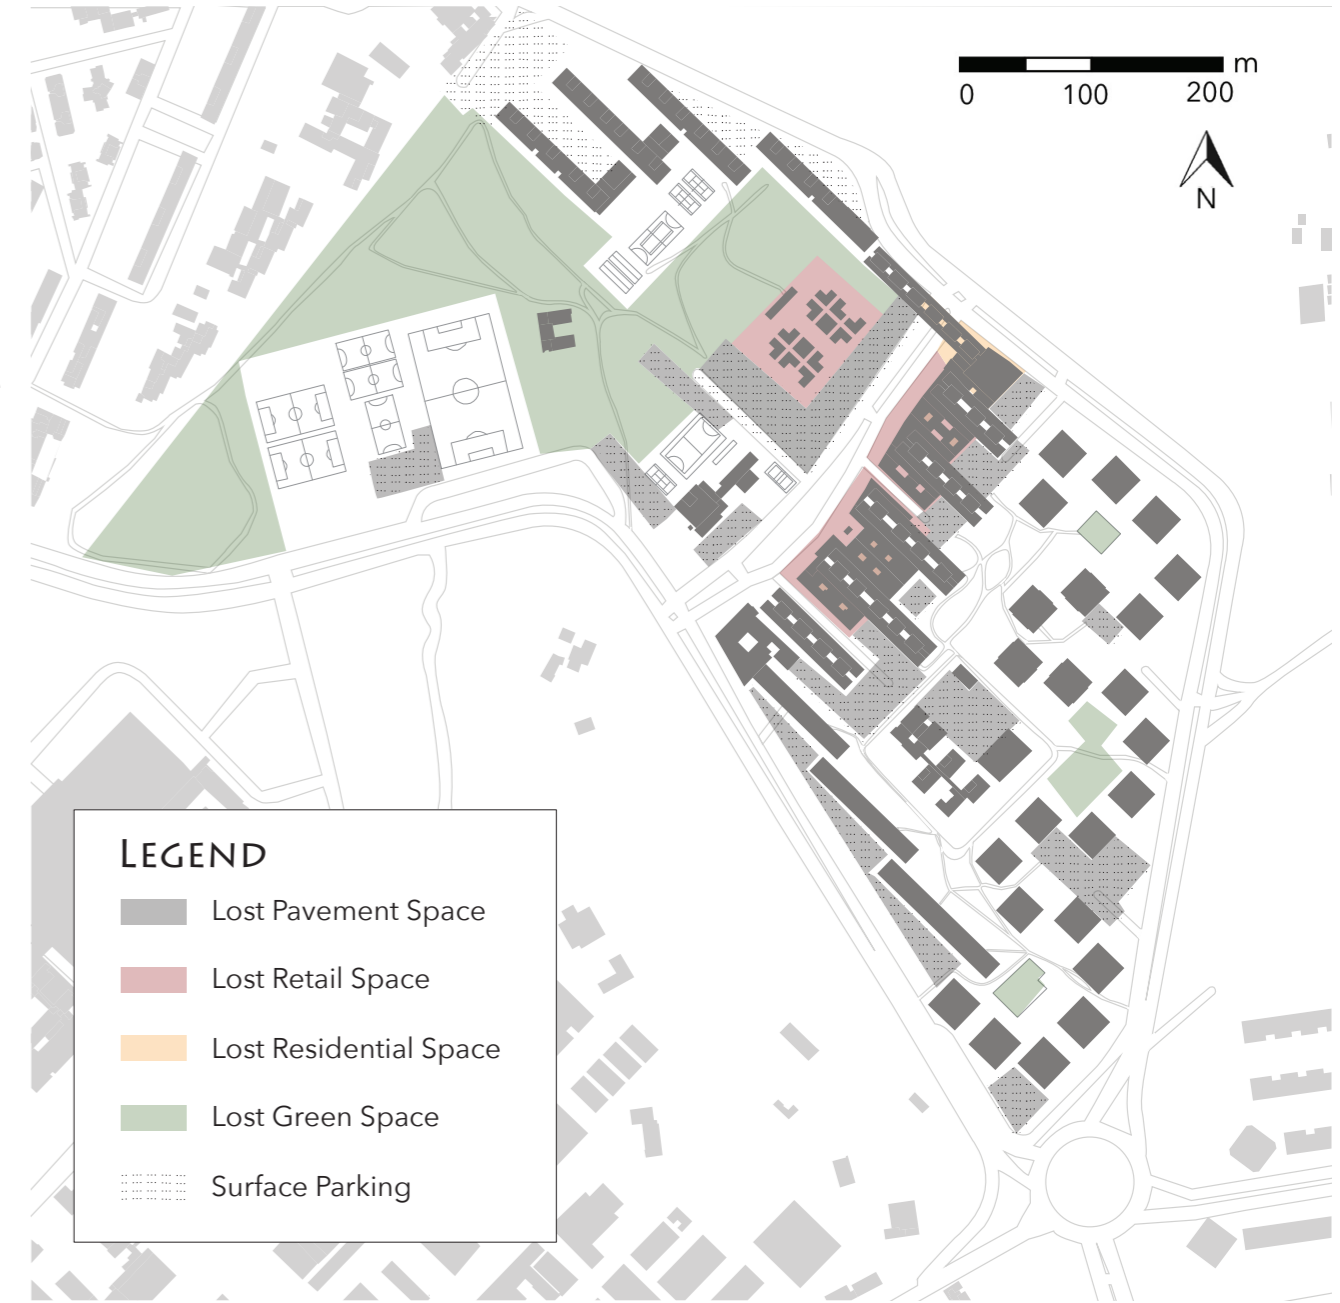 m
0 100 200
N
LEGEND
Lost Pavement Space
Lost Retail Space
Lost Residential Space
Lost Green Space
Surface Parking